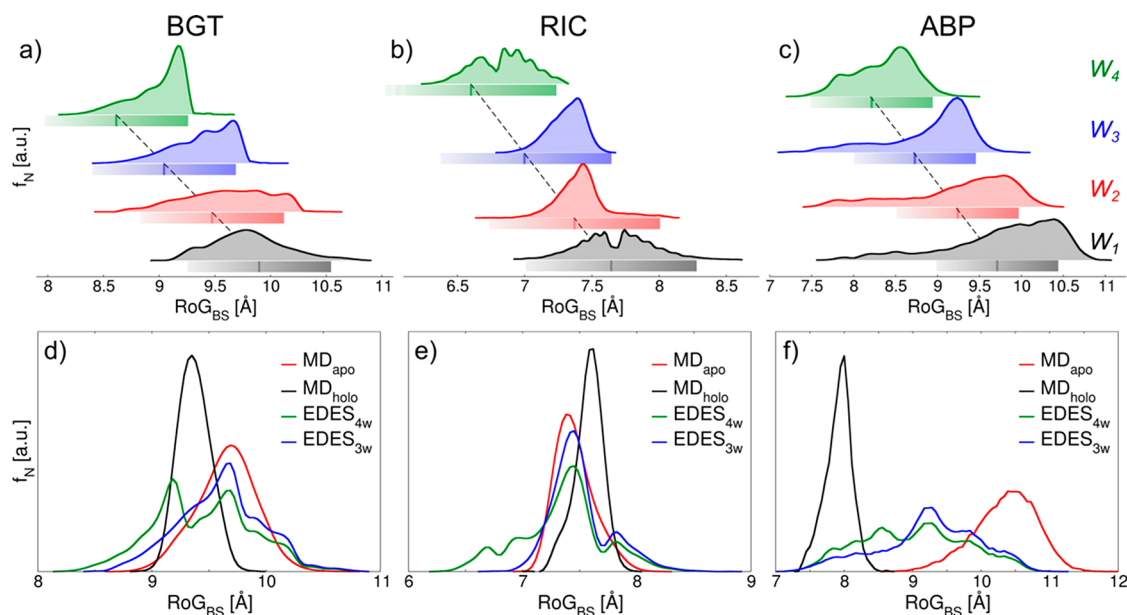 BGT RIC ABP
a) b) c)
W4
W3
W2
W1
fN [a.u.]
8 8.5 9 9.5 10 10.5 11
6.5 7 7.5 8 8.5
7 7.5 8 8.5 9 9.5 10 10.5 11
RoGBS [Å] RoGBS [Å] RoGBS [Å]
d) e) f)
MDapo MDapo MDapo
MDholo MDholo MDholo
EDES4w EDES4w EDES4w
EDES3w EDES3w EDES3w
fN [a.u.]
8 9 10 11
6 7 8 9
7 8 9 10 11 12
RoGBS [Å] RoGBS [Å] RoGBS [Å]